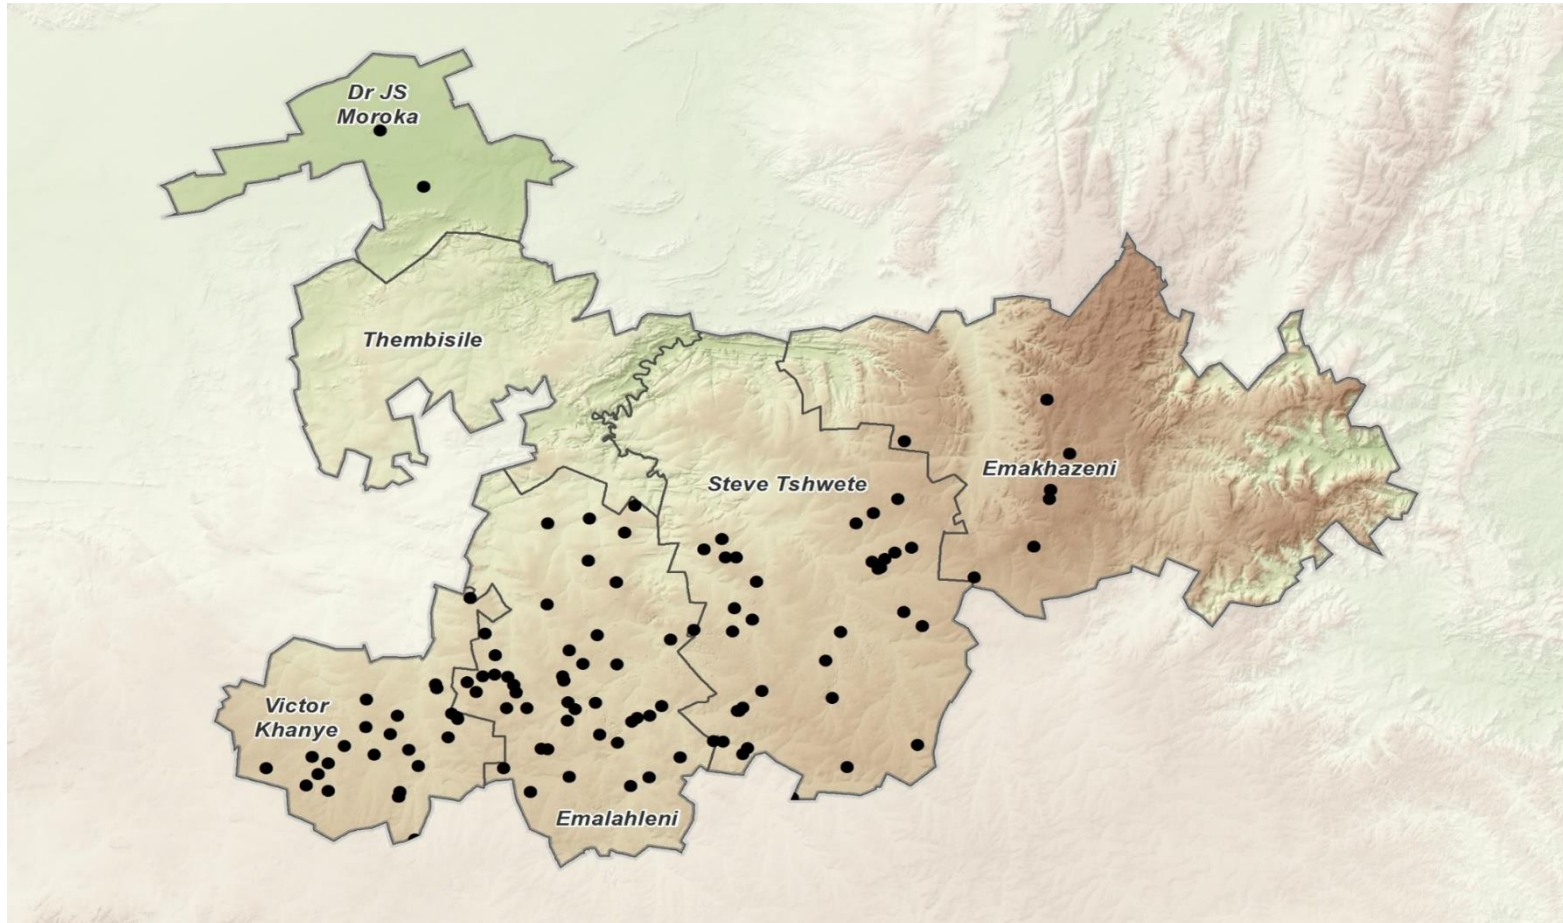 Dr JS
Moroka
Thembisile
Emakhazeni
Steve Tshwete
Victor
Khanye
Emalahleni